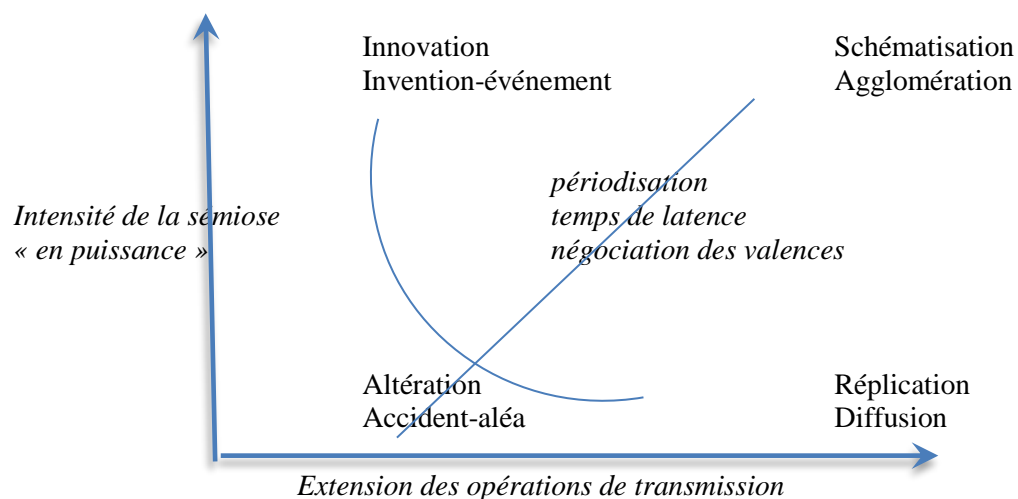 Innovation
Invention-événement
Schématisation
Agglomération
périodisation
temps de latence
négociation des valences
Intensité de la sémiose
« en puissance »
Altération
Accident-aléa
Réplication
Diffusion
Extension des opérations de transmission